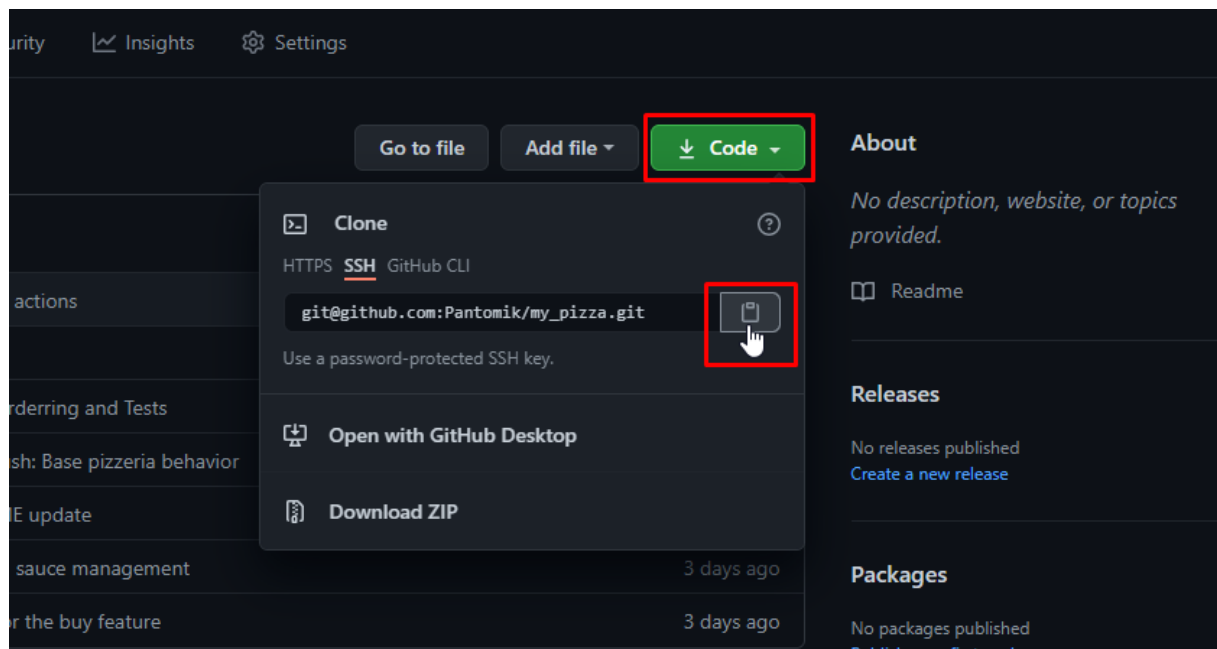 urity Insights Settings
Go to file Add file Code
About
No description, website, or topics
provided.
Readme
Clone
HTTPS SSH GitHub CLI
git@github.com:Pantomik/my_pizza.git
Use a password-protected SSH key.
Open with GitHub Desktop
Download ZIP
actions
rderring and Tests
sh: Base pizzeria behavior
E update
sauce management 3 days ago
r the buy feature 3 days ago
Releases
No releases published
Create a new release
Packages
No packages published